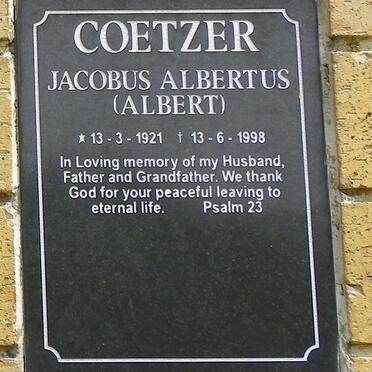 COETZER
JACOBUS ALBERTUS
(ALBERT)
★ 13 - 3 - 1921 † 13 - 6 - 1998
In Loving memory of my Husband,
Father and Grandfather. We thank
God for your peaceful leaving to
eternal life. Psalm 23